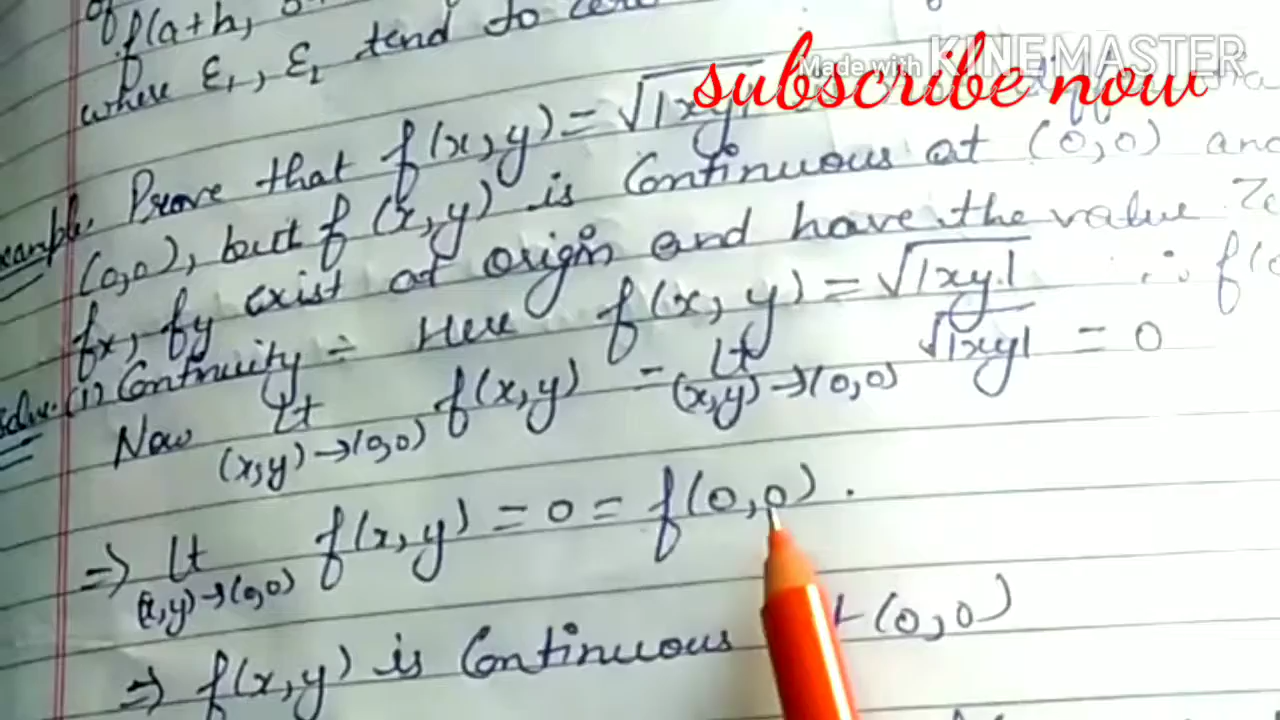 Made with KINEMASTER
subscribe now
of f(a+h,
where ε₁, ε₂ tend to zero
Example. Prove that f(x,y) = √|xy|
(0,0), but f(x,y) is Continuous at (0,0) and
fx, fy exist at origin and have the value
Solu. (i) Continuity :- Here f(x,y) = √|xy| ∴ f(
Now Lt (x,y)→(0,0) f(x,y) = Lt (x,y)→(0,0) √|xy| = 0
⇒ Lt (x,y)→(0,0) f(x,y) = 0 = f(0,0).
⇒ f(x,y) is Continuous (0,0)